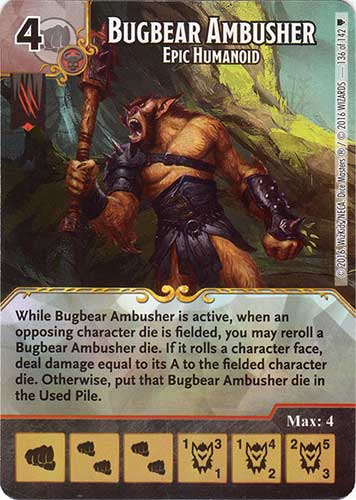 4
Bugbear Ambusher
Epic Humanoid
136 of 142
© 2016 WIZARDS
©2016 WizKids/NECA. Dice Masters ® / © 2016 WIZARDS
While Bugbear Ambusher is active, when an
opposing character die is fielded, you may reroll a
Bugbear Ambusher die. If it rolls a character face,
deal damage equal to its A to the fielded character
die. Otherwise, put that Bugbear Ambusher die in
the Used Pile.
Max: 4
1 3 1
1 4 2
2 5 3